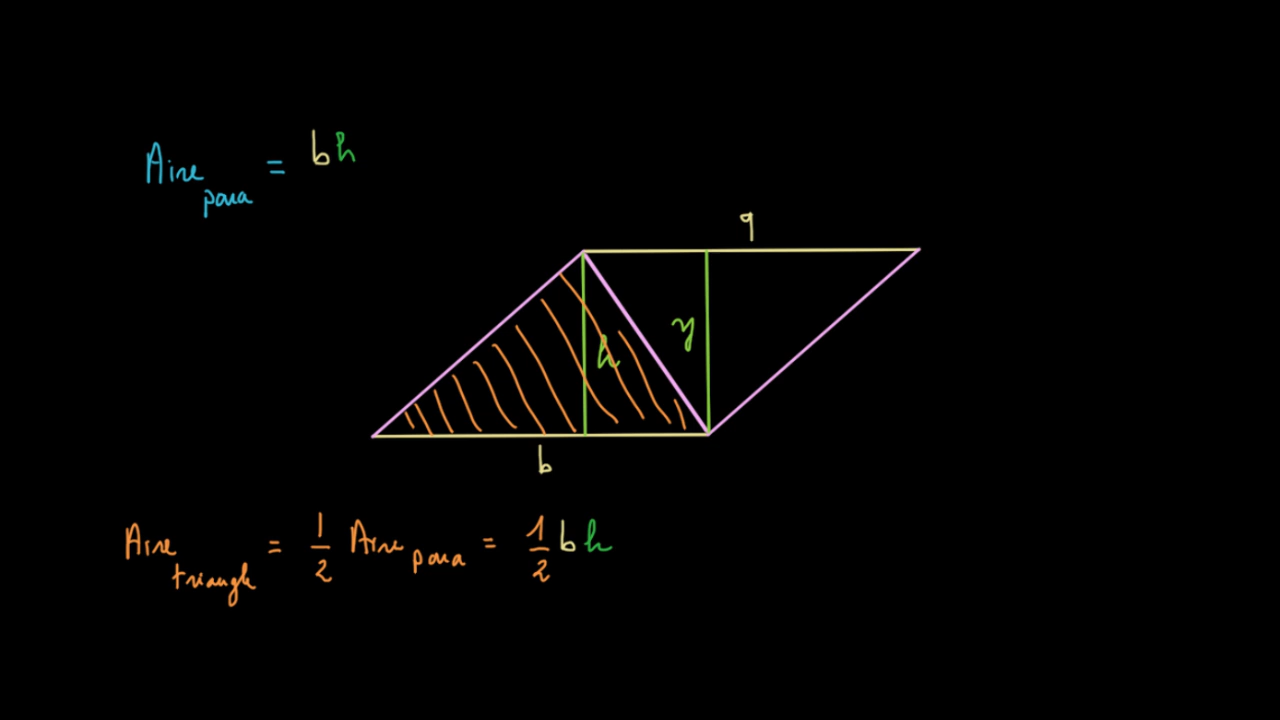 Aire para = bh
q
h
y
b
Aire triangle = 1/2 Aire para = 1/2 bh